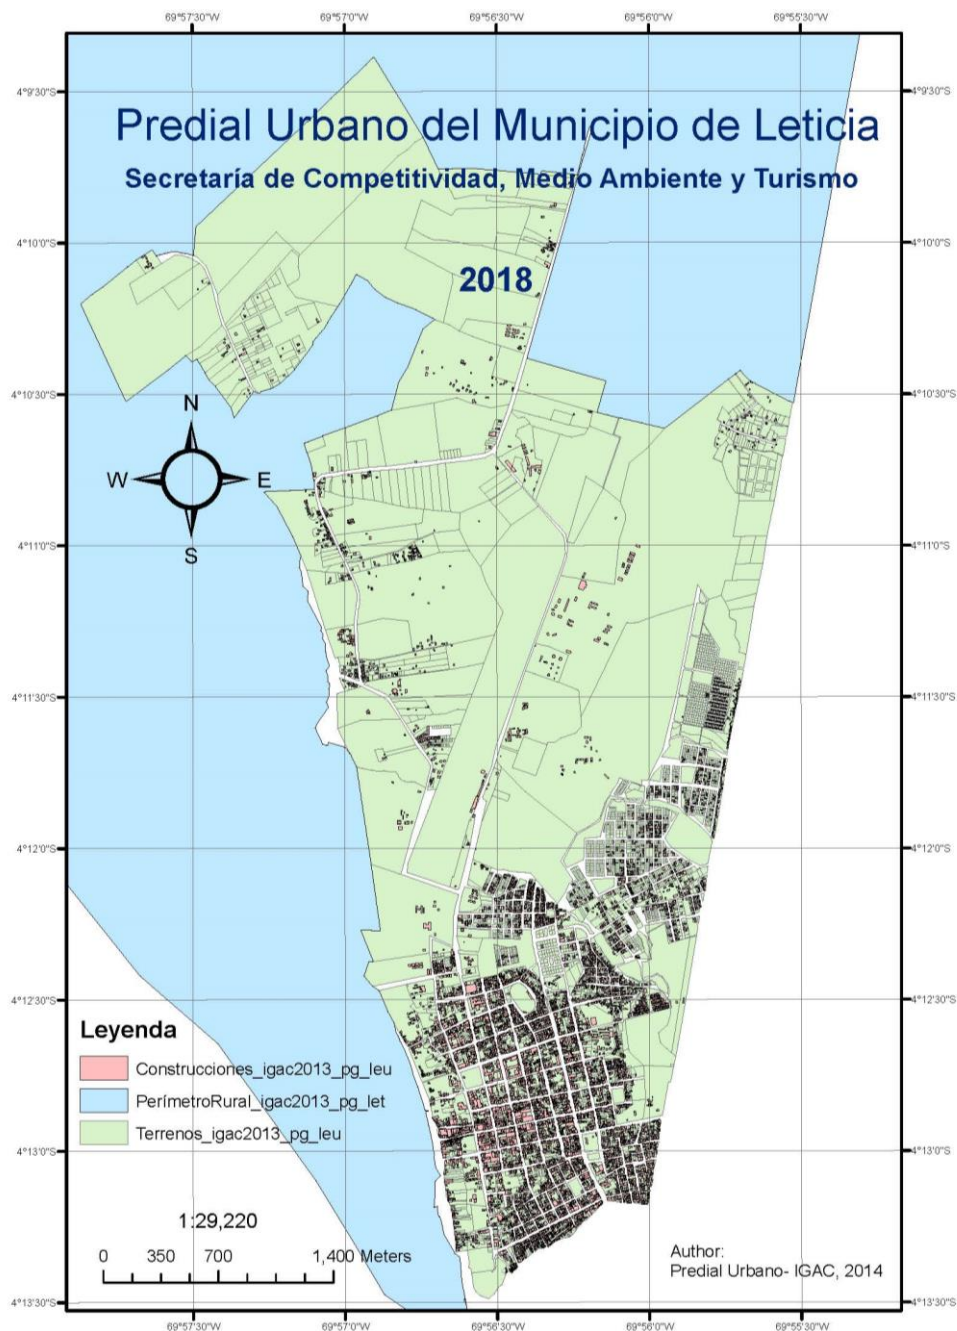 69°57'30"W 69°57'0"W 69°56'30"W 69°56'0"W 69°55'30"W
4°9'30"S 4°9'30"S
Predial Urbano del Municipio de Leticia
Secretaría de Competitividad, Medio Ambiente y Turismo
4°10'0"S 4°10'0"S
2018
4°10'30"S 4°10'30"S
N
W E
S
4°11'0"S 4°11'0"S
4°11'30"S 4°11'30"S
4°12'0"S 4°12'0"S
4°12'30"S 4°12'30"S
Leyenda
Construcciones_igac2013_pg_leu
PerímetroRural_igac2013_pg_let
Terrenos_igac2013_pg_leu
4°13'0"S 4°13'0"S
1:29,220
0 350 700 1,400 Meters
Author:
Predial Urbano- IGAC, 2014
4°13'30"S 4°13'30"S
69°57'30"W 69°57'0"W 69°56'30"W 69°56'0"W 69°55'30"W